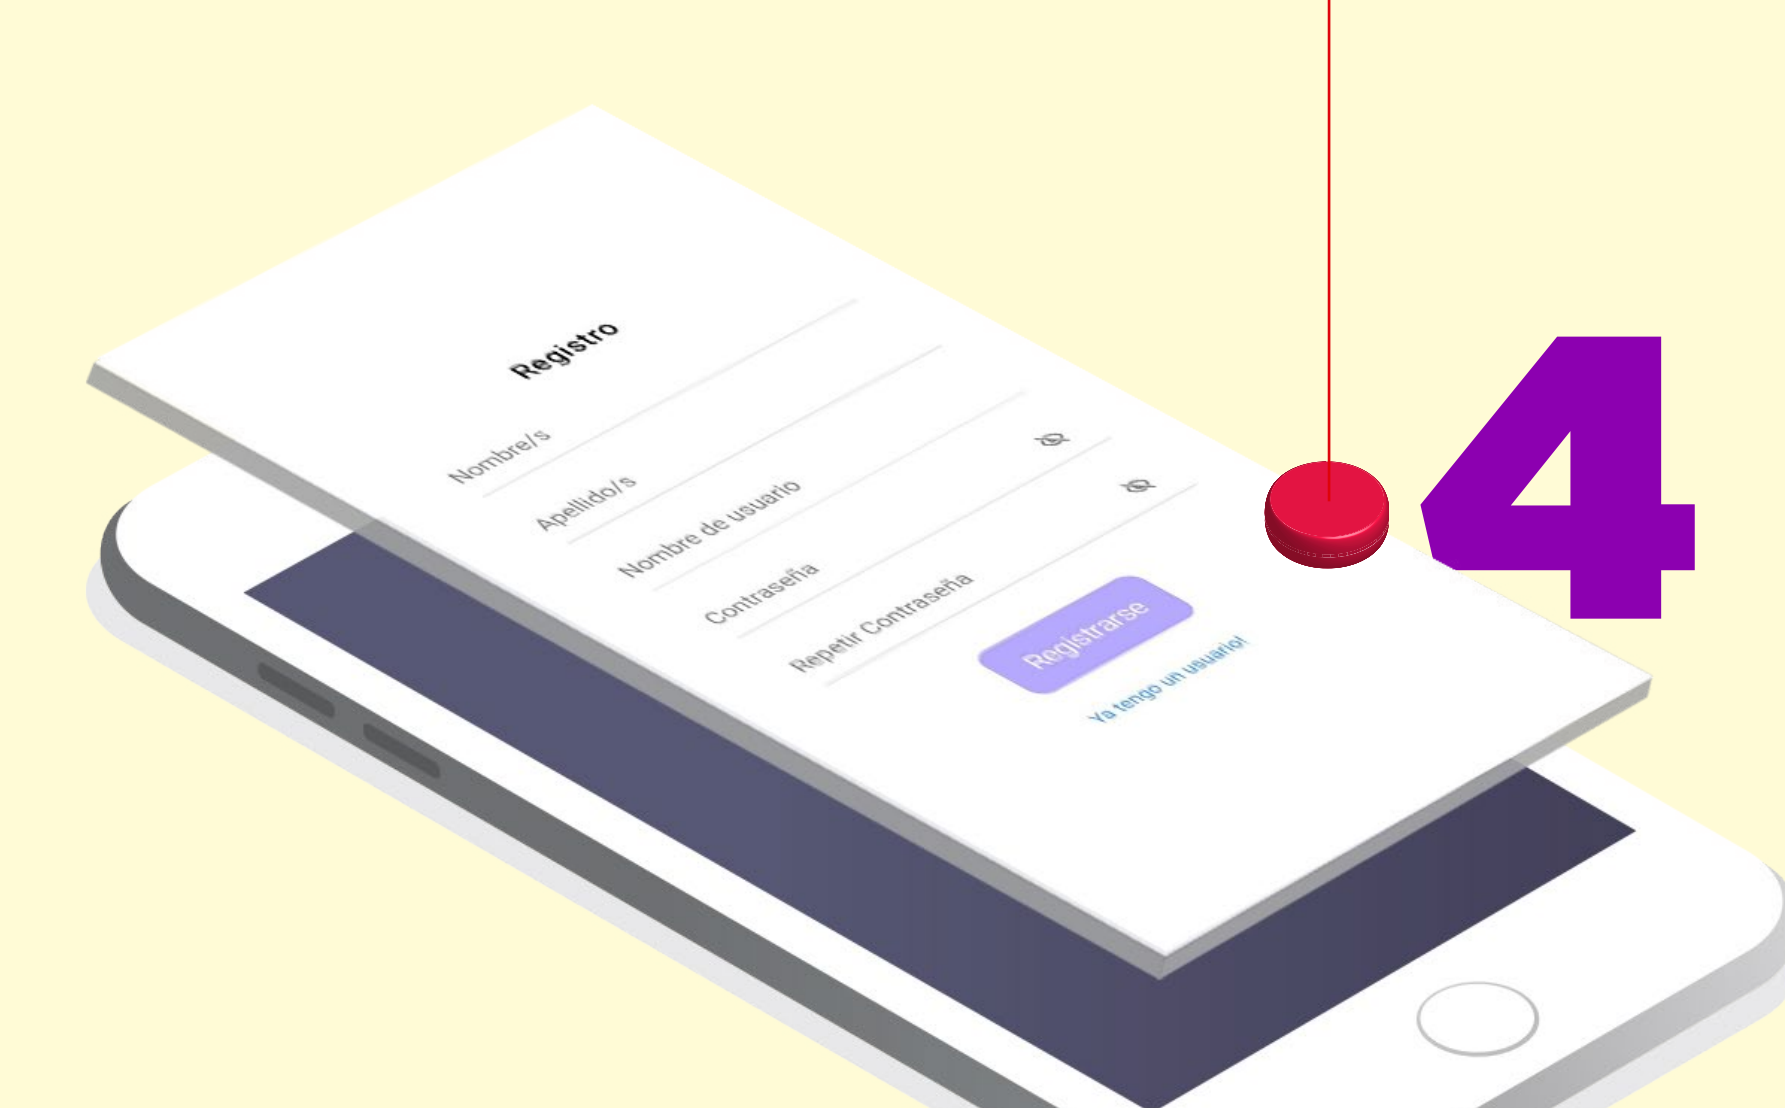 Registro
Nombre/s
Apellido/s
Nombre de usuario
Contraseña
Repetir Contraseña
Registrarse
Ya tengo un usuario!
4